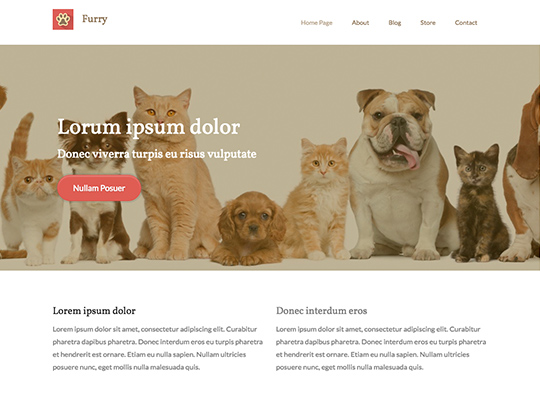 Furry
Home Page About Blog Store Contact
Lorum ipsum dolor
Donec viverra turpis eu risus vulputate
Nullam Posuer
Lorem ipsum dolor
Lorem ipsum dolor sit amet, consectetur adipiscing elit. Curabitur
pharetra dapibus pharetra. Donec interdum eros eu turpis pharetra
et hendrerit est ornare. Etiam eu nulla sapien. Nullam ultricies
posuere nunc, eget mollis nulla malesuada quis.
Donec interdum eros
Lorem ipsum dolor sit amet, consectetur adipiscing elit. Curabitur
pharetra dapibus pharetra. Donec interdum eros eu turpis pharetra
et hendrerit est ornare. Etiam eu nulla sapien. Nullam ultricies
posuere nunc, eget mollis nulla malesuada quis.